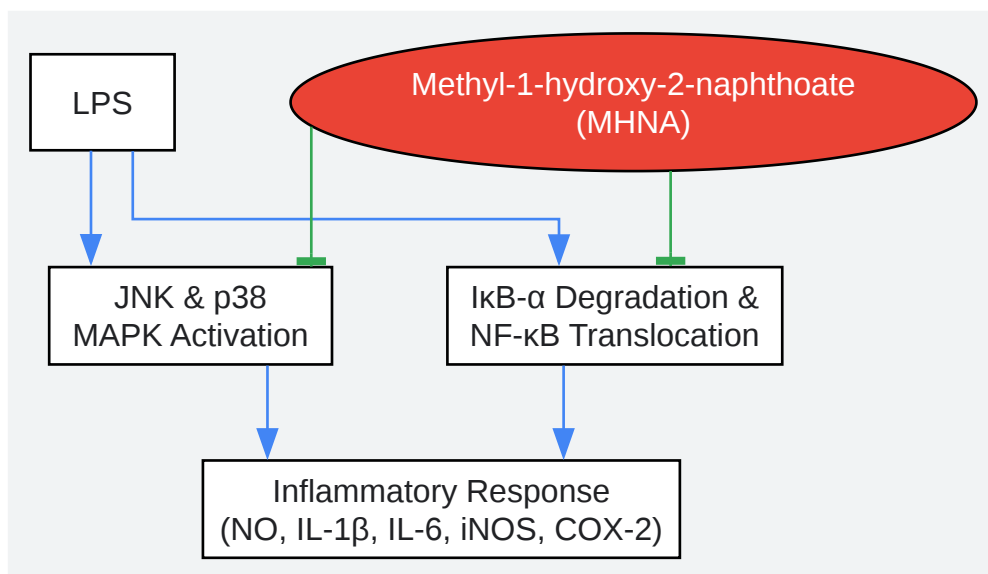 LPS
Methyl-1-hydroxy-2-naphthoate
(MHNA)
JNK & p38
MAPK Activation
IκB-α Degradation &
NF-κB Translocation
Inflammatory Response
(NO, IL-1β, IL-6, iNOS, COX-2)